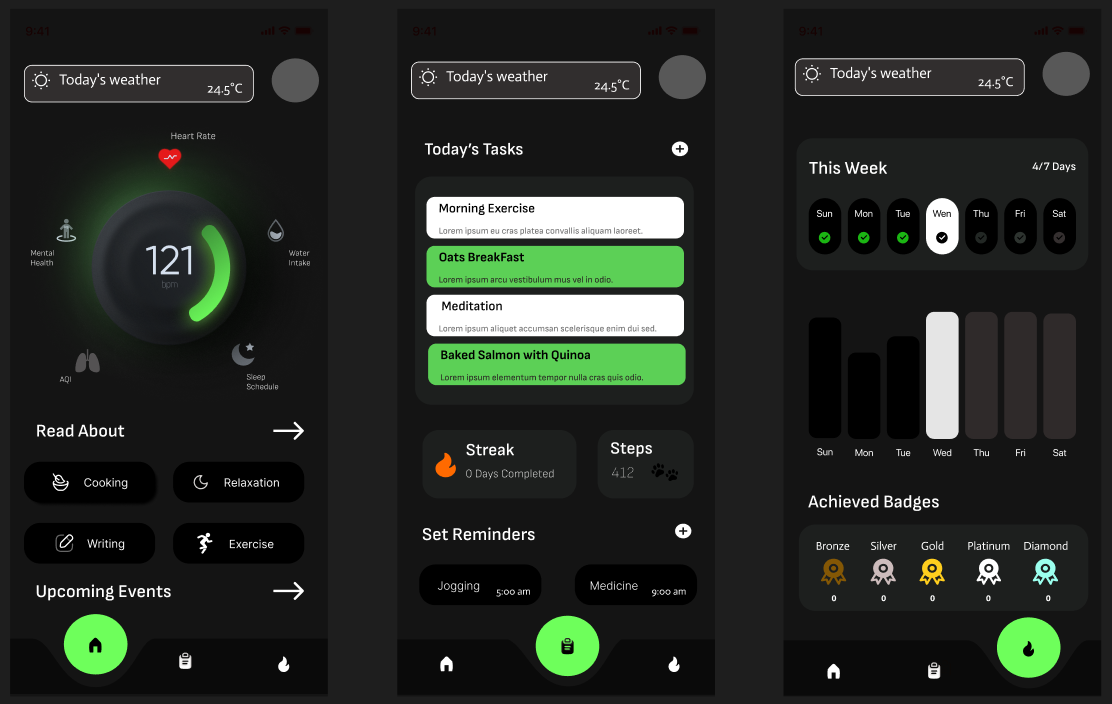 9:41
Today's weather
24.5°C
Heart Rate
Mental
Health
Water
Intake
121
bpm
AQI
Sleep
Schedule
Read About
Cooking
Relaxation
Writing
Exercise
Upcoming Events
9:41
Today's weather
24.5°C
Today's Tasks
Morning Exercise
Lorem ipsum eu cras platea convallis aliquam laoreet.
Oats BreakFast
Lorem ipsum arcu vestibulum mus vel in odio.
Meditation
Lorem ipsum aliquet accumsan scelerisque enim dui sed.
Baked Salmon with Quinoa
Lorem ipsum elementum tempor nulla cras quis odio.
Streak
0 Days Completed
Steps
412
Set Reminders
Jogging
5:00 am
Medicine
9:00 am
9:41
Today's weather
24.5°C
This Week
4/7 Days
Sun Mon Tue Wen Thu Fri Sat
Sun Mon Tue Wed Thu Fri Sat
Achieved Badges
Bronze Silver Gold Platinum Diamond
0 0 0 0 0